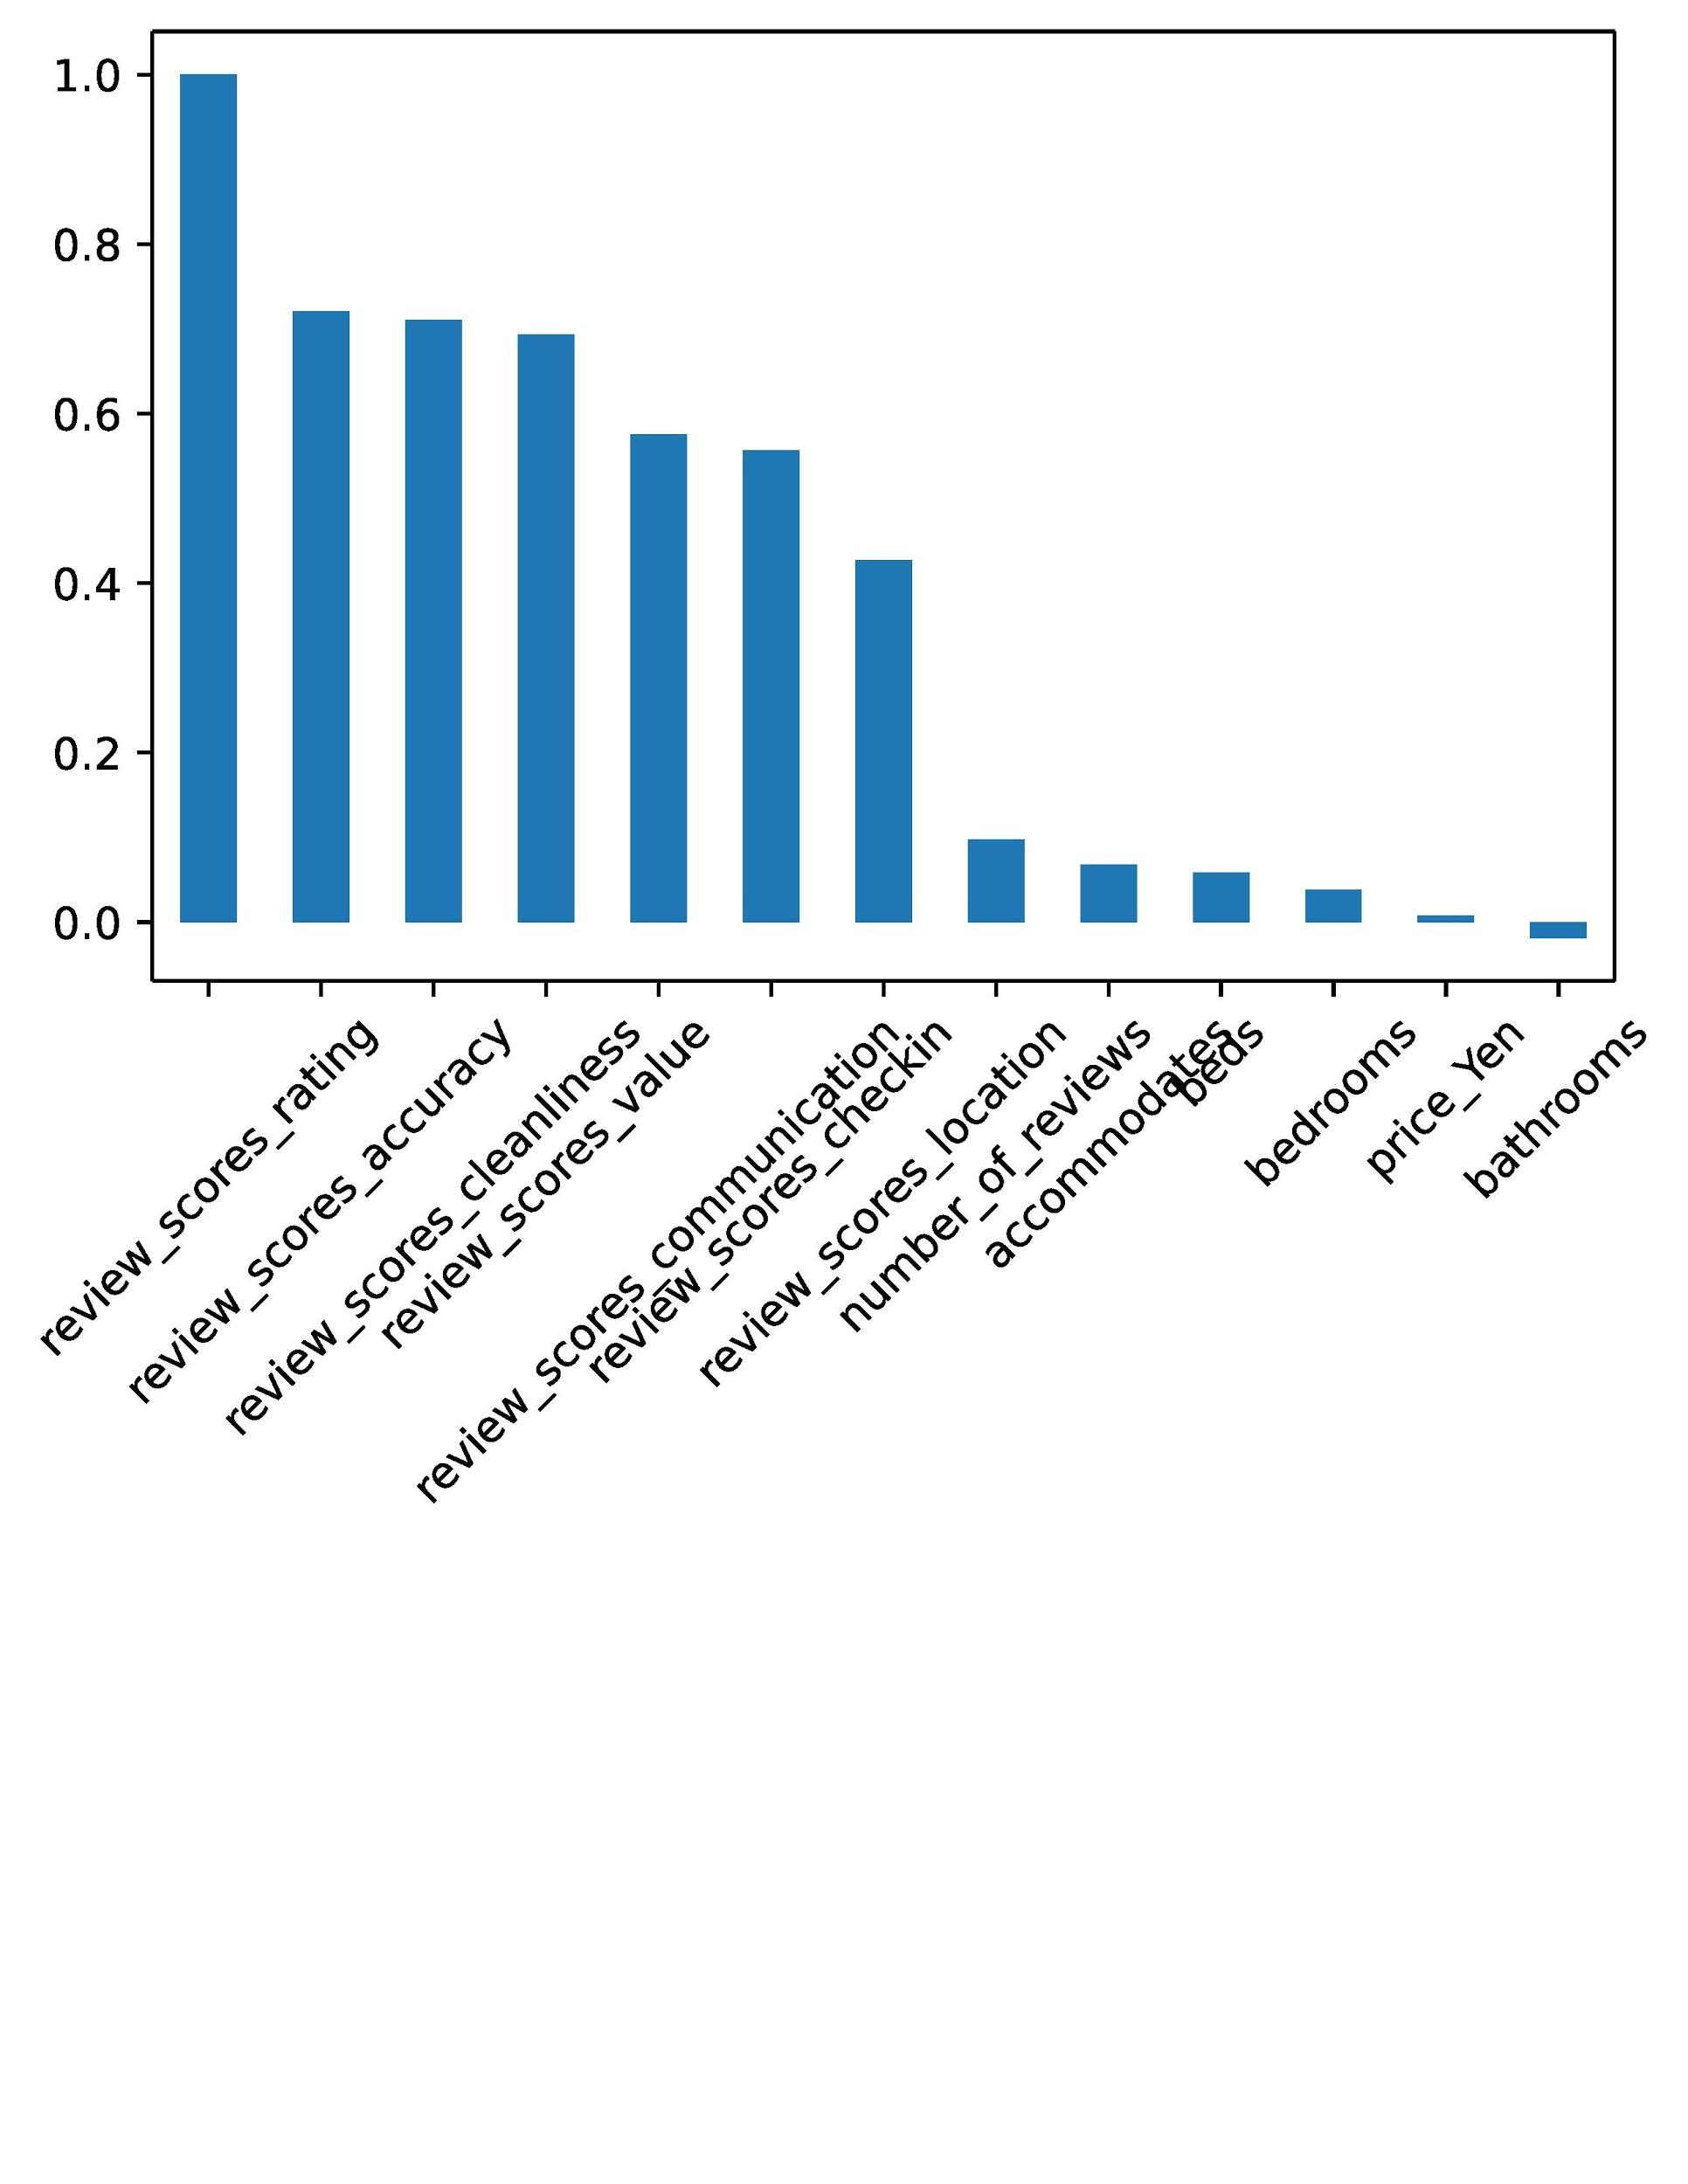 1.0
0.8
0.6
0.4
0.2
0.0
review_scores_rating
review_scores_accuracy
review_scores_cleanliness
review_scores_value
review_scores_communication
review_scores_checkin
review_scores_location
number_of_reviews
accommodates
beds
bedrooms
price_Yen
bathrooms